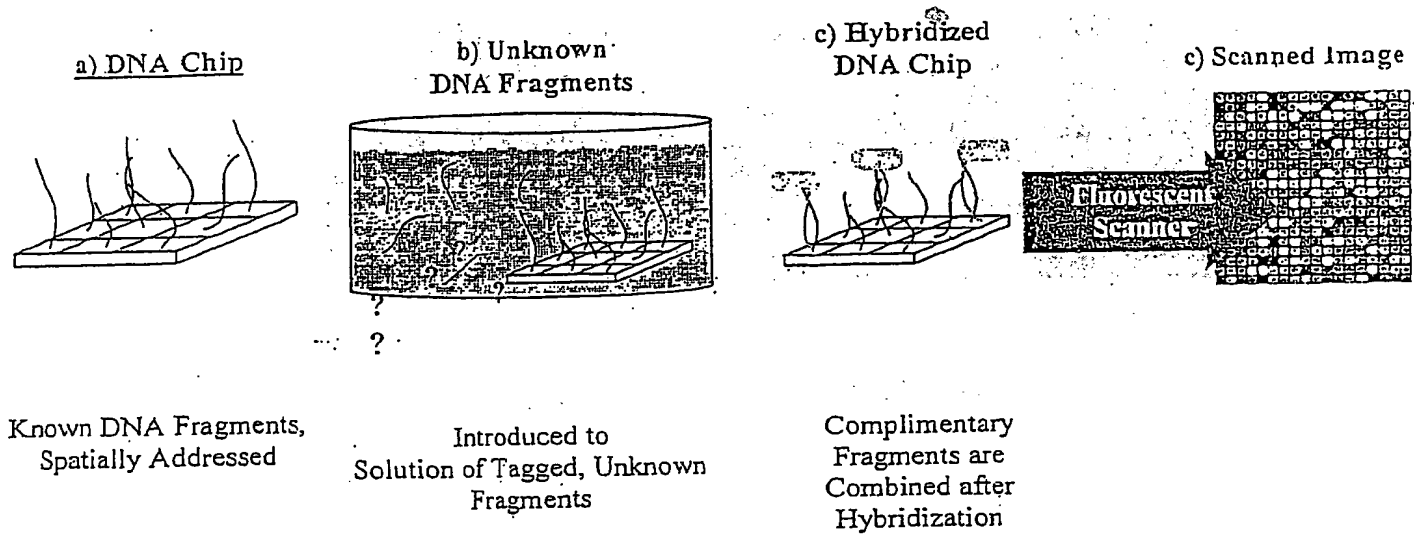 a) DNA Chip
b) Unknown
DNA Fragments
c) Hybridized
DNA Chip
c) Scanned Image
Fluorescent
Scanner
?
?
?
?
?
Known DNA Fragments,
Spatially Addressed
Introduced to
Solution of Tagged, Unknown
Fragments
Complimentary
Fragments are
Combined after
Hybridization